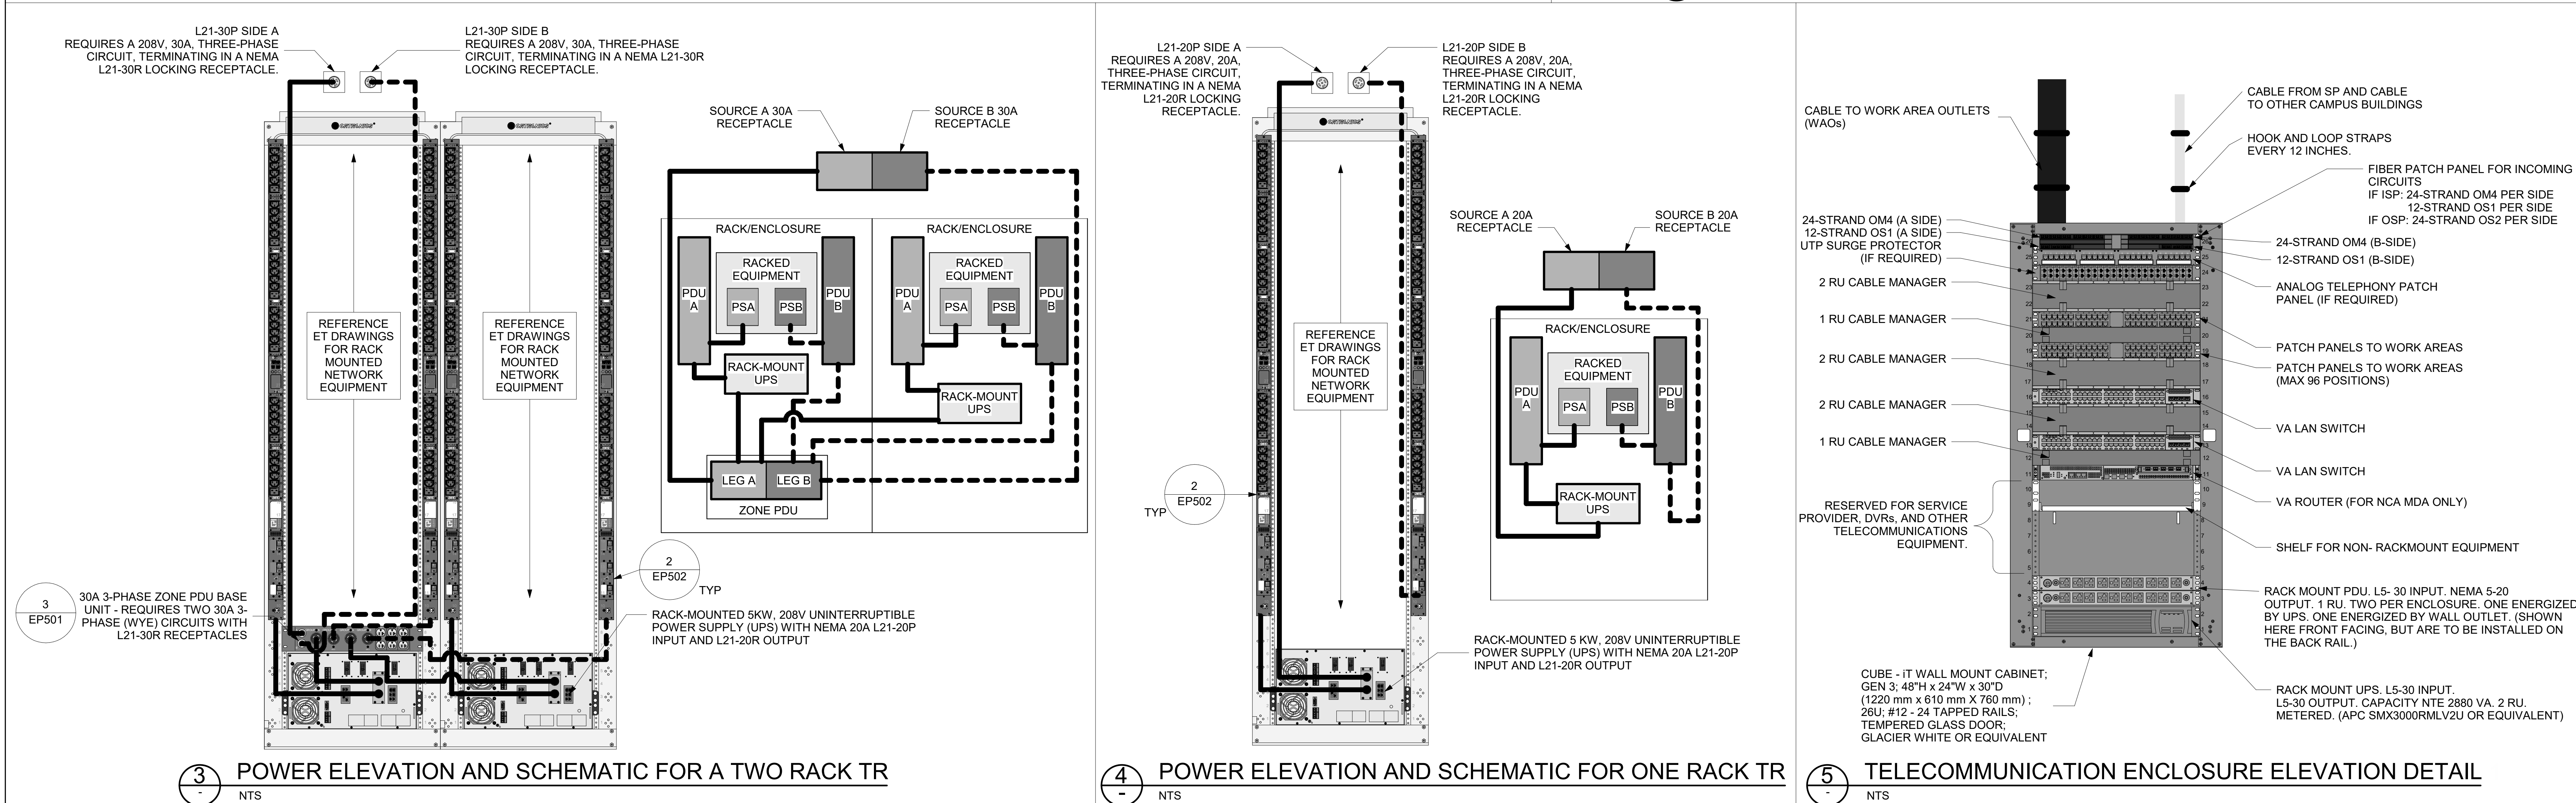 L21-30P SIDE A
REQUIRES A 208V, 30A, THREE-PHASE
CIRCUIT, TERMINATING IN A NEMA
L21-30R LOCKING RECEPTACLE.
L21-30P SIDE B
REQUIRES A 208V, 30A, THREE-PHASE
CIRCUIT, TERMINATING IN A NEMA L21-30R
LOCKING RECEPTACLE.
REFERENCE
ET DRAWINGS
FOR RACK
MOUNTED
NETWORK
EQUIPMENT
REFERENCE
ET DRAWINGS
FOR RACK
MOUNTED
NETWORK
EQUIPMENT
SOURCE A 30A
RECEPTACLE
SOURCE B 30A
RECEPTACLE
RACK/ENCLOSURE
RACKED
EQUIPMENT
PDU
A
PSA
PSB
PDU
B
RACK-MOUNT
UPS
RACK/ENCLOSURE
RACKED
EQUIPMENT
PDU
A
PSA
PSB
PDU
B
RACK-MOUNT
UPS
LEG A
LEG B
ZONE PDU
3
EP501
30A 3-PHASE ZONE PDU BASE
UNIT - REQUIRES TWO 30A 3-
PHASE (WYE) CIRCUITS WITH
L21-30R RECEPTACLES
2
EP502
TYP
RACK-MOUNTED 5KW, 208V UNINTERRUPTIBLE
POWER SUPPLY (UPS) WITH NEMA 20A L21-20P
INPUT AND L21-20R OUTPUT
3
-
POWER ELEVATION AND SCHEMATIC FOR A TWO RACK TR
NTS
L21-20P SIDE A
REQUIRES A 208V, 20A,
THREE-PHASE CIRCUIT,
TERMINATING IN A NEMA
L21-20R LOCKING
RECEPTACLE.
L21-20P SIDE B
REQUIRES A 208V, 20A,
THREE-PHASE CIRCUIT,
TERMINATING IN A NEMA
L21-20R LOCKING
RECEPTACLE.
REFERENCE
ET DRAWINGS
FOR RACK
MOUNTED
NETWORK
EQUIPMENT
SOURCE A 20A
RECEPTACLE
SOURCE B 20A
RECEPTACLE
RACK/ENCLOSURE
RACKED
EQUIPMENT
PDU
A
PSA
PSB
PDU
B
RACK-MOUNT
UPS
2
EP502
TYP
RACK-MOUNTED 5 KW, 208V UNINTERRUPTIBLE
POWER SUPPLY (UPS) WITH NEMA 20A L21-20P
INPUT AND L21-20R OUTPUT
4
-
POWER ELEVATION AND SCHEMATIC FOR ONE RACK TR
NTS
CABLE TO WORK AREA OUTLETS
(WAOs)
24-STRAND OM4 (A SIDE)
12-STRAND OS1 (A SIDE)
UTP SURGE PROTECTOR
(IF REQUIRED)
2 RU CABLE MANAGER
1 RU CABLE MANAGER
2 RU CABLE MANAGER
2 RU CABLE MANAGER
1 RU CABLE MANAGER
RESERVED FOR SERVICE
PROVIDER, DVRs, AND OTHER
TELECOMMUNICATIONS
EQUIPMENT.
CUBE - iT WALL MOUNT CABINET;
GEN 3; 48"H x 24"W x 30"D
(1220 mm x 610 mm X 760 mm) ;
26U; #12 - 24 TAPPED RAILS;
TEMPERED GLASS DOOR;
GLACIER WHITE OR EQUIVALENT
CABLE FROM SP AND CABLE
TO OTHER CAMPUS BUILDINGS
HOOK AND LOOP STRAPS
EVERY 12 INCHES.
FIBER PATCH PANEL FOR INCOMING
CIRCUITS
IF ISP: 24-STRAND OM4 PER SIDE
12-STRAND OS1 PER SIDE
IF OSP: 24-STRAND OS2 PER SIDE
24-STRAND OM4 (B-SIDE)
12-STRAND OS1 (B-SIDE)
ANALOG TELEPHONY PATCH
PANEL (IF REQUIRED)
PATCH PANELS TO WORK AREAS
PATCH PANELS TO WORK AREAS
(MAX 96 POSITIONS)
VA LAN SWITCH
VA LAN SWITCH
VA ROUTER (FOR NCA MDA ONLY)
SHELF FOR NON- RACKMOUNT EQUIPMENT
RACK MOUNT PDU. L5- 30 INPUT. NEMA 5-20
OUTPUT. 1 RU. TWO PER ENCLOSURE. ONE ENERGIZED
BY UPS. ONE ENERGIZED BY WALL OUTLET. (SHOWN
HERE FRONT FACING, BUT ARE TO BE INSTALLED ON
THE BACK RAIL.)
RACK MOUNT UPS. L5-30 INPUT.
L5-30 OUTPUT. CAPACITY NTE 2880 VA. 2 RU.
METERED. (APC SMX3000RMLV2U OR EQUIVALENT)
5
-
TELECOMMUNICATION ENCLOSURE ELEVATION DETAIL
NTS